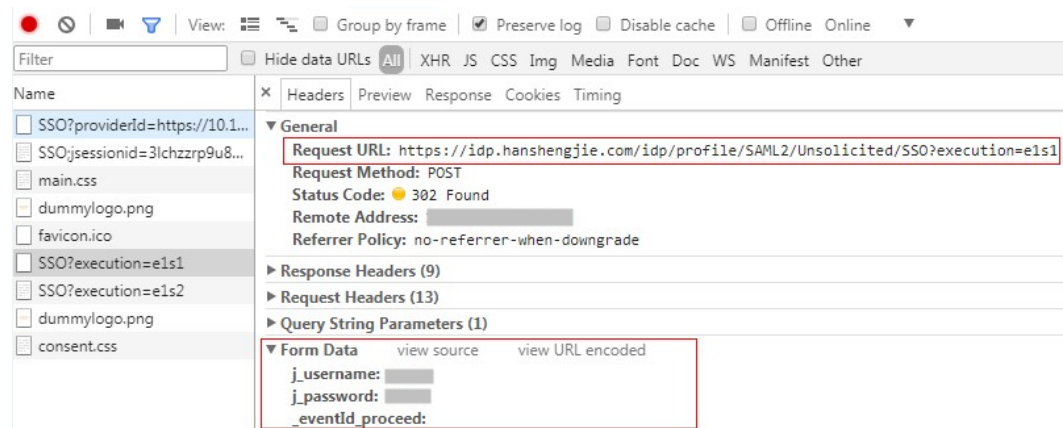 View: Group by frame Preserve log Disable cache Offline Online
Filter Hide data URLs All XHR JS CSS Img Media Font Doc WS Manifest Other
Name
SSO?providerId=https://10.1...
SSO;jsessionid=3lchzzrp9u8...
main.css
dummylogo.png
favicon.ico
SSO?execution=e1s1
SSO?execution=e1s2
dummylogo.png
consent.css
× Headers Preview Response Cookies Timing
▼ General
Request URL: https://idp.hanshengjie.com/idp/profile/SAML2/Unsolicited/SSO?execution=e1s1
Request Method: POST
Status Code: 302 Found
Remote Address:
Referrer Policy: no-referrer-when-downgrade
▶ Response Headers (9)
▶ Request Headers (13)
▶ Query String Parameters (1)
▼ Form Data view source view URL encoded
j_username:
j_password:
_eventId_proceed: